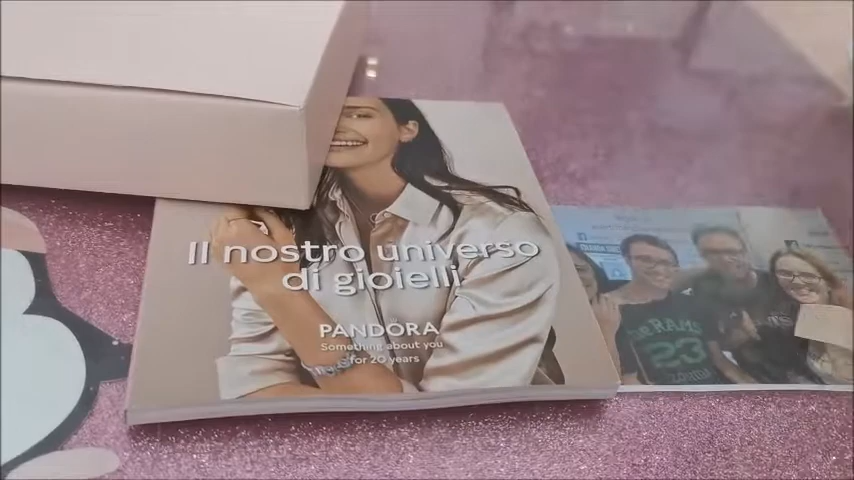 Il nostro universo
di gioielli
PANDORA
Something about you
for 20 years
RAMS
23